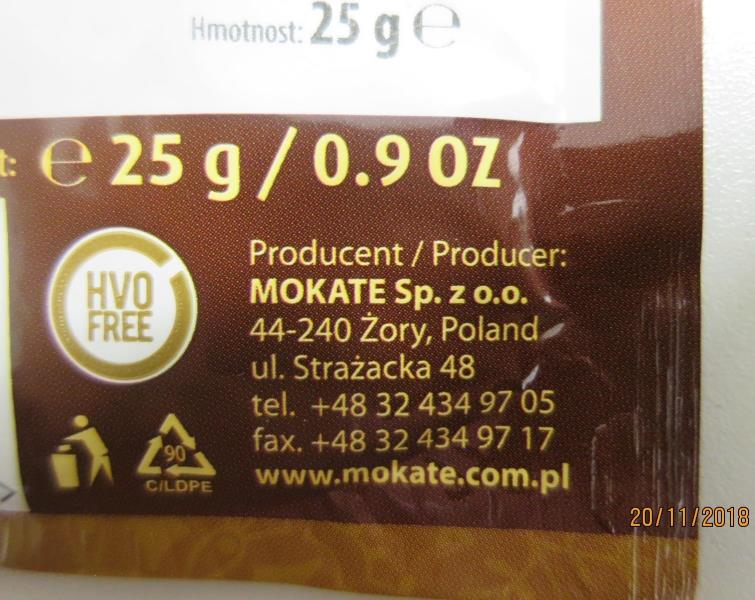 Hmotnost: 25 g ℮
t: ℮ 25 g / 0.9 OZ
HVO
FREE
Producent / Producer:
MOKATE Sp. z o.o.
44-240 Żory, Poland
ul. Strażacka 48
tel. +48 32 434 97 05
fax. +48 32 434 97 17
www.mokate.com.pl
90
C/LDPE
20/11/2018